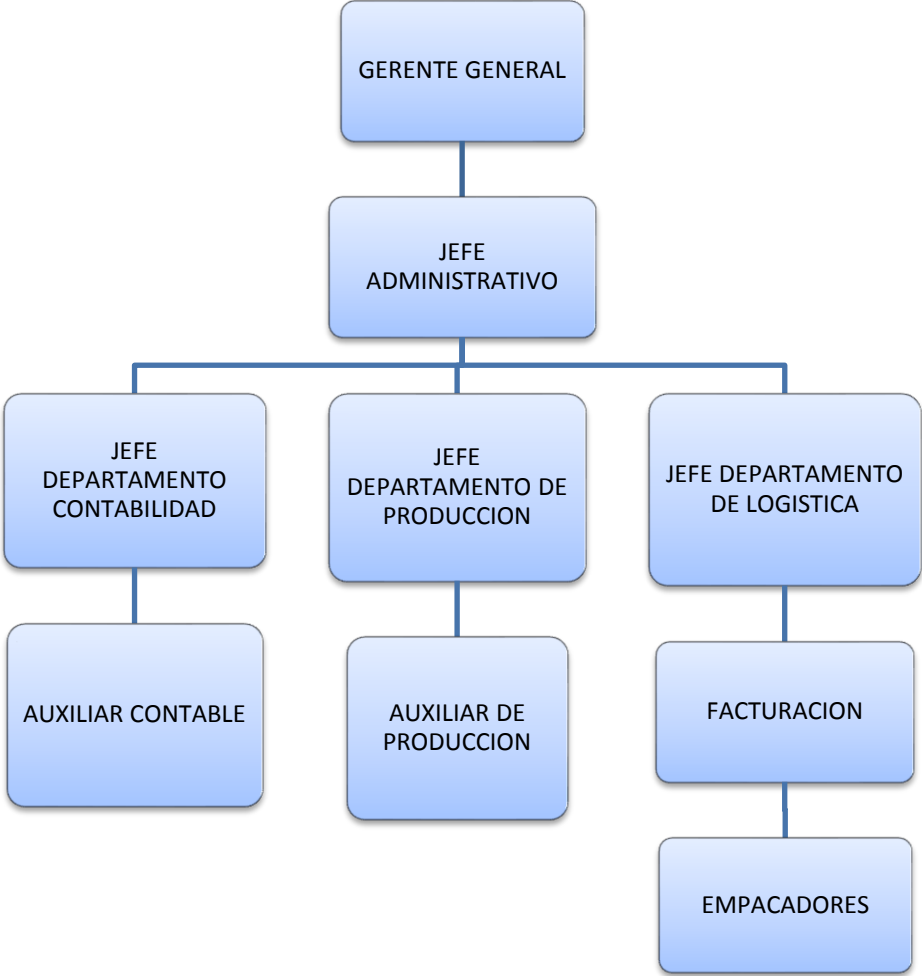 GERENTE GENERAL
JEFE
ADMINISTRATIVO
JEFE
DEPARTAMENTO
CONTABILIDAD
JEFE
DEPARTAMENTO DE
PRODUCCION
JEFE DEPARTAMENTO
DE LOGISTICA
AUXILIAR CONTABLE
AUXILIAR DE
PRODUCCION
FACTURACION
EMPACADORES